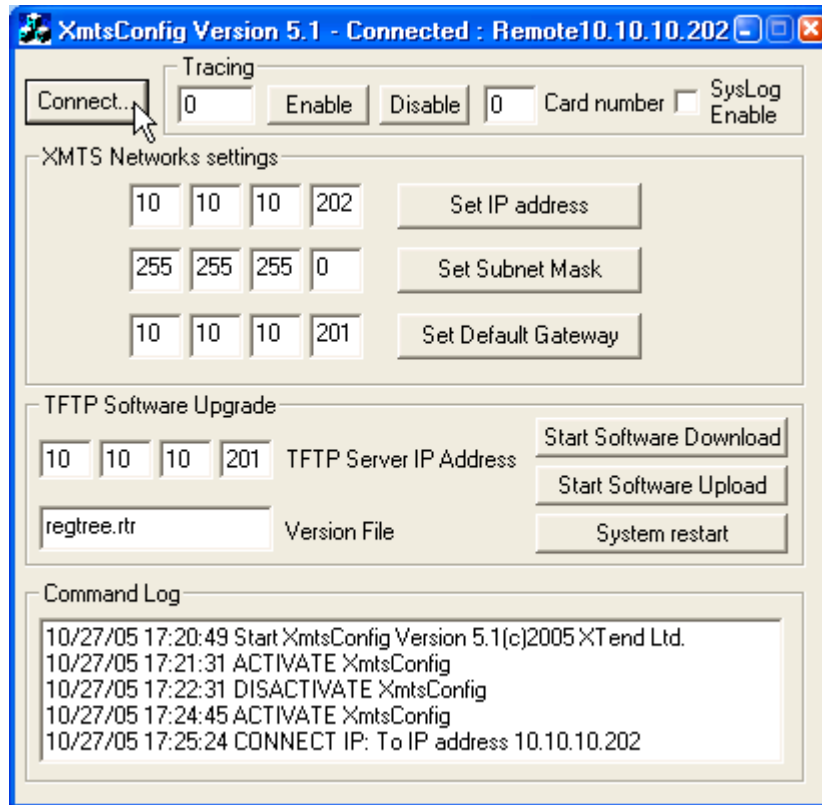 XmtsConfig Version 5.1 - Connected : Remote10.10.10.202
Connect...
Tracing
0 Enable Disable 0 Card number SysLog Enable
XMTS Networks settings
10 10 10 202 Set IP address
255 255 255 0 Set Subnet Mask
10 10 10 201 Set Default Gateway
TFTP Software Upgrade
10 10 10 201 TFTP Server IP Address
Start Software Download
Start Software Upload
regtree.rtr Version File System restart
Command Log
10/27/05 17:20:49 Start XmtsConfig Version 5.1(c)2005 XTend Ltd.
10/27/05 17:21:31 ACTIVATE XmtsConfig
10/27/05 17:22:31 DISACTIVATE XmtsConfig
10/27/05 17:24:45 ACTIVATE XmtsConfig
10/27/05 17:25:24 CONNECT IP: To IP address 10.10.10.202